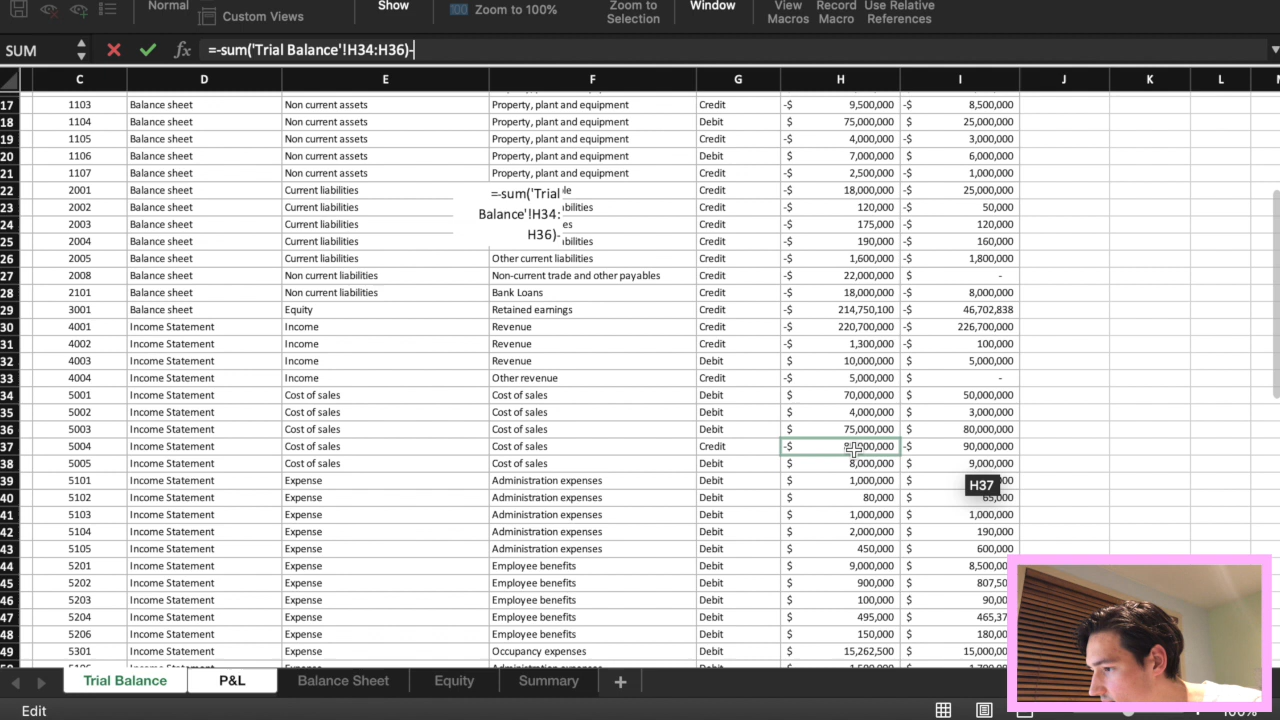 Normal
Custom Views
Show
Zoom to 100%
Zoom to
Selection
Window
View
Macros
Record
Macro
Use Relative
References
SUM
fx
=-sum('Trial Balance'!H34:H36)-
C D E F G H I J K L
17 1103 Balance sheet Non current assets Property, plant and equipment Credit -$ 9,500,000 -$ 8,500,000
18 1104 Balance sheet Non current assets Property, plant and equipment Debit $ 75,000,000 $ 25,000,000
19 1105 Balance sheet Non current assets Property, plant and equipment Credit -$ 4,000,000 -$ 3,000,000
20 1106 Balance sheet Non current assets Property, plant and equipment Debit $ 7,000,000 $ 6,000,000
21 1107 Balance sheet Non current assets Property, plant and equipment Credit -$ 2,500,000 -$ 1,000,000
22 2001 Balance sheet Current liabilities Credit -$ 18,000,000 -$ 25,000,000
23 2002 Balance sheet Current liabilities Credit -$ 120,000 -$ 50,000
24 2003 Balance sheet Current liabilities Credit -$ 175,000 -$ 120,000
25 2004 Balance sheet Current liabilities Credit -$ 190,000 -$ 160,000
=-sum('Trial
Balance'!H34:
H36)-
26 2005 Balance sheet Current liabilities Other current liabilities Credit -$ 1,600,000 -$ 1,800,000
27 2008 Balance sheet Non current liabilities Non-current trade and other payables Credit -$ 22,000,000 $ -
28 2101 Balance sheet Non current liabilities Bank Loans Credit -$ 18,000,000 -$ 8,000,000
29 3001 Balance sheet Equity Retained earnings Credit -$ 214,750,100 -$ 46,702,838
30 4001 Income Statement Income Revenue Credit -$ 220,700,000 -$ 226,700,000
31 4002 Income Statement Income Revenue Credit -$ 1,300,000 -$ 100,000
32 4003 Income Statement Income Revenue Debit $ 10,000,000 $ 5,000,000
33 4004 Income Statement Income Other revenue Credit -$ 5,000,000 $ -
34 5001 Income Statement Cost of sales Cost of sales Debit $ 70,000,000 $ 50,000,000
35 5002 Income Statement Cost of sales Cost of sales Debit $ 4,000,000 $ 3,000,000
36 5003 Income Statement Cost of sales Cost of sales Debit $ 75,000,000 $ 80,000,000
37 5004 Income Statement Cost of sales Cost of sales Credit -$ -$ 90,000,000
38 5005 Income Statement Cost of sales Cost of sales Debit $ 8,000,000 $ 9,000,000
39 5101 Income Statement Expense Administration expenses Debit $ 1,000,000 $
H37
40 5102 Income Statement Expense Administration expenses Debit $ 80,000 $ 65,000
41 5103 Income Statement Expense Administration expenses Debit $ 1,000,000 $ 1,000,000
42 5104 Income Statement Expense Administration expenses Debit $ 2,000,000 $ 190,000
43 5105 Income Statement Expense Administration expenses Debit $ 450,000 $ 600,000
44 5201 Income Statement Expense Employee benefits Debit $ 9,000,000 $
45 5202 Income Statement Expense Employee benefits Debit $ 900,000 $
46 5203 Income Statement Expense Employee benefits Debit $ 100,000 $
47 5204 Income Statement Expense Employee benefits Debit $ 495,000 $
48 5206 Income Statement Expense Employee benefits Debit $ 150,000 $
49 5301 Income Statement Expense Occupancy expenses Debit $ 15,262,500 $
Trial Balance P&L Balance Sheet Equity Summary +
Edit